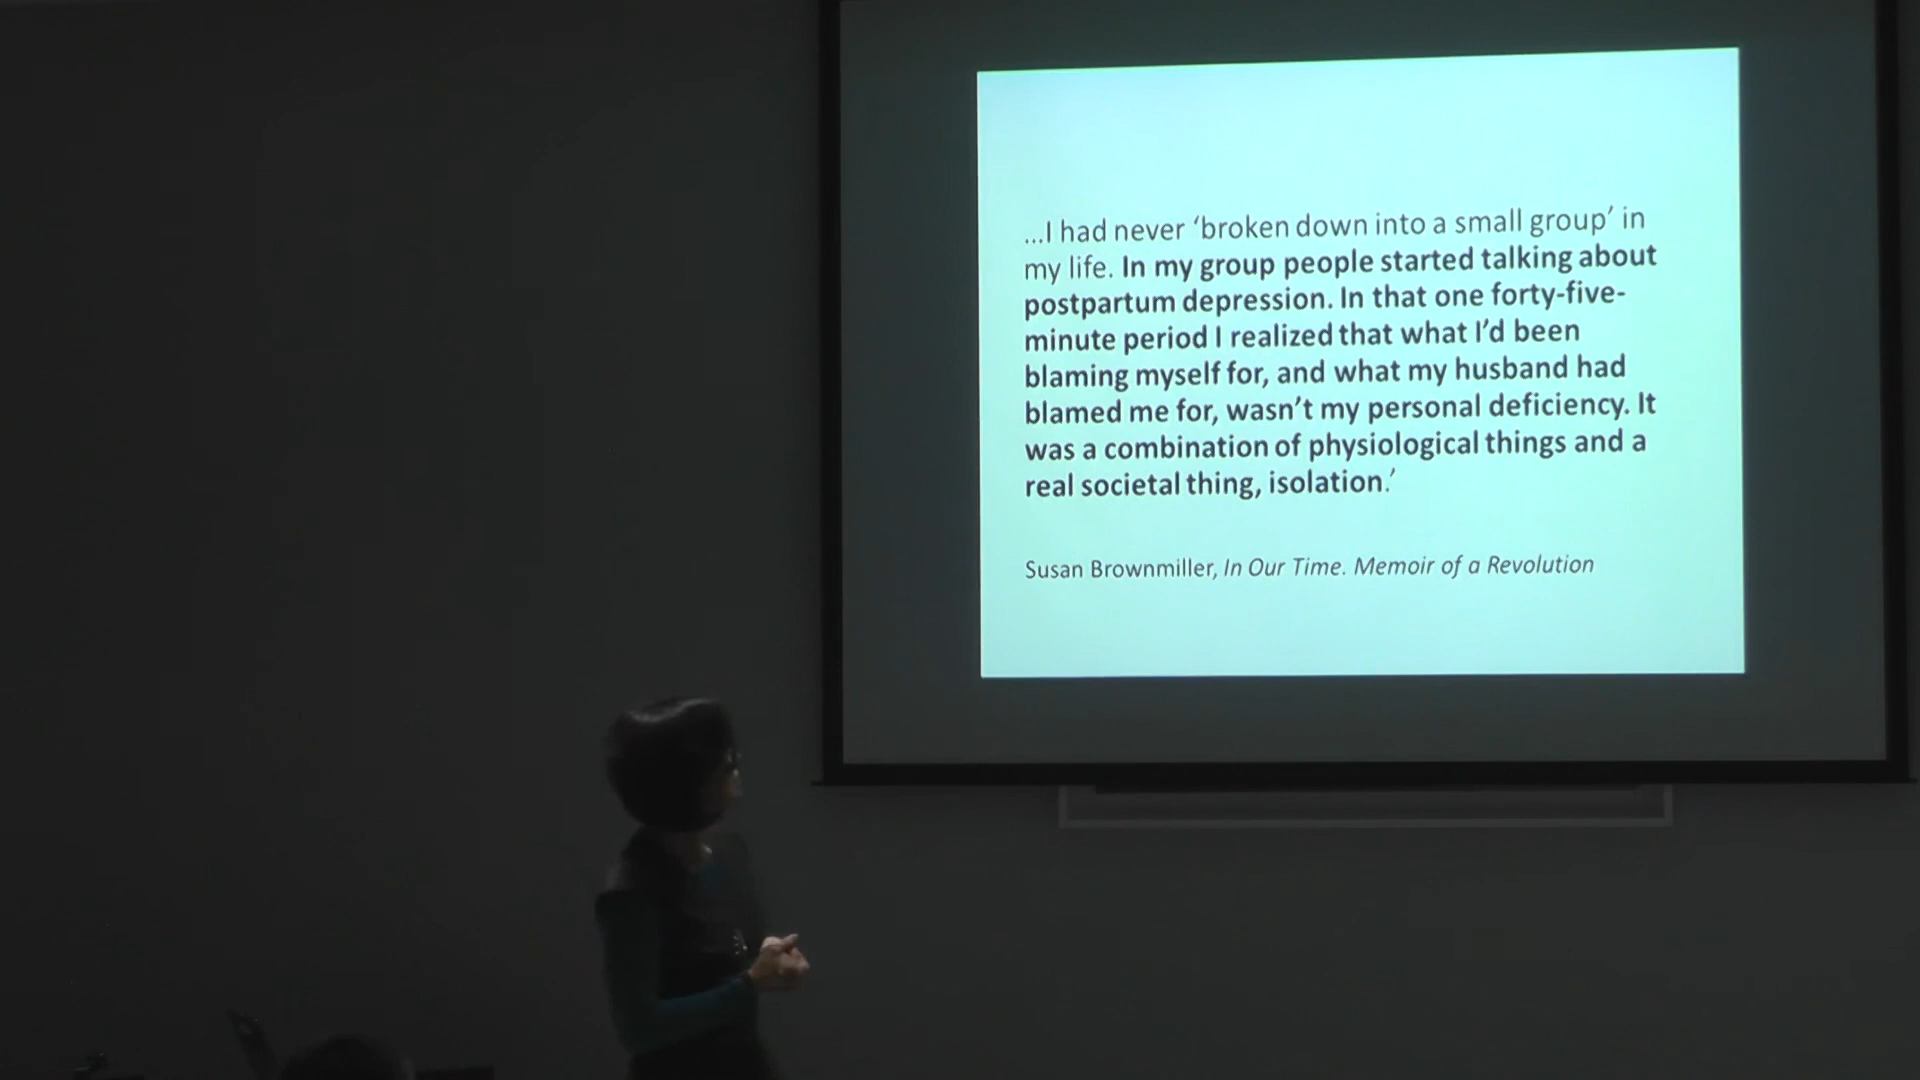 ...I had never ‘broken down into a small group’ in
my life. In my group people started talking about
postpartum depression. In that one forty-five-
minute period I realized that what I’d been
blaming myself for, and what my husband had
blamed me for, wasn’t my personal deficiency. It
was a combination of physiological things and a
real societal thing, isolation.’
Susan Brownmiller, In Our Time. Memoir of a Revolution